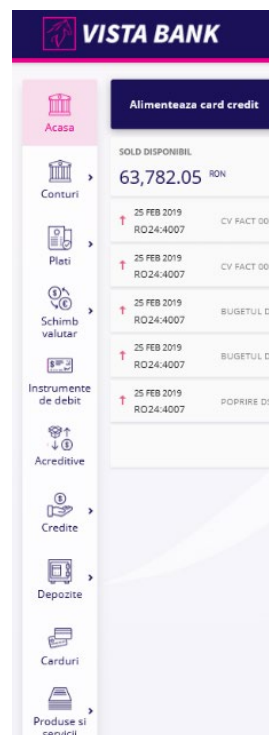 VISTA BANK
Acasa
Conturi
Plati
Schimb
valutar
Instrumente
de debit
Acreditive
Credite
Depozite
Carduri
Produse si
servicii
Alimenteaza card credit
SOLD DISPONIBIL
63,782.05 RON
25 FEB 2019
RO24:4007 CV FACT 00
25 FEB 2019
RO24:4007 CV FACT 00
25 FEB 2019
RO24:4007 BUGETUL D
25 FEB 2019
RO24:4007 BUGETUL D
25 FEB 2019
RO24:4007 POPRIRE DS